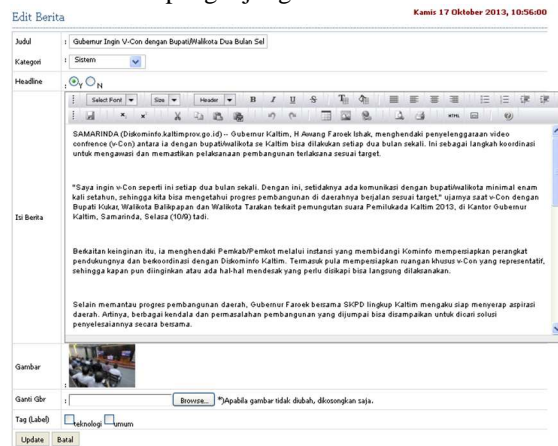 Edit Berita
Kamis 17 Oktober 2013, 10:56:00
Judul : Gubernur Ingin V-Con dengan Bupati/Walikota Dua Bulan Sel
Kategori : Sistem
Headline : Y N
Select Font Size Header B I U S
HTML
Isi Berita
SAMARINDA (Diskominfo.kaltimprov.go.id) -- Gubernur Kaltim, H Awang Faroek Ishak, menghendaki penyelenggaraan video
confrence (v-Con) antara ia dengan bupati/walikota se Kaltim bisa dilakukan setiap dua bulan sekali. Ini sebagai langkah koordinasi
untuk mengawasi dan memastikan pelaksanaan pembangunan terlaksana sesuai target.
"Saya ingin v-Con seperti ini setiap dua bulan sekali. Dengan ini, setidaknya ada komunikasi dengan bupati/walikota minimal enam
kali setahun, sehingga kita bisa mengetahui progres pembangunan di daerahnya berjalan sesuai target," ujarnya saat v-Con dengan
Bupati Kukar, Walikota Balikpapan dan Walikota Tarakan terkait pemungutan suara Pemilukada Kaltim 2013, di Kantor Gubernur
Kaltim, Samarinda, Selasa (10/9) tadi.
Berkaitan keinginan itu, ia menghendaki Pemkab/Pemkot melalui instansi yang membidangi Kominfo mempersiapkan perangkat
pendukungnya dan berkoordinasi dengan Diskominfo Kaltim. Termasuk pula mempersiapkan ruangan khusus v-Con yang representatif,
sehingga kapan pun diinginkan atau ada hal-hal mendesak yang perlu disikapi bisa langsung dilaksanakan.
Selain memantau progres pembangunan daerah, Gubernur Faroek bersama SKPD lingkup Kaltim mengaku siap menyerap aspirasi
daerah. Artinya, berbagai kendala dan permasalahan pembangunan yang dijumpai bisa disampaikan untuk dicari solusi
penyelesaiannya secara bersama.
Gambar :
Ganti Gbr : Browse... *)Apabila gambar tidak diubah, dikosongkan saja.
Tag (Label) teknologi umum
Update Batal